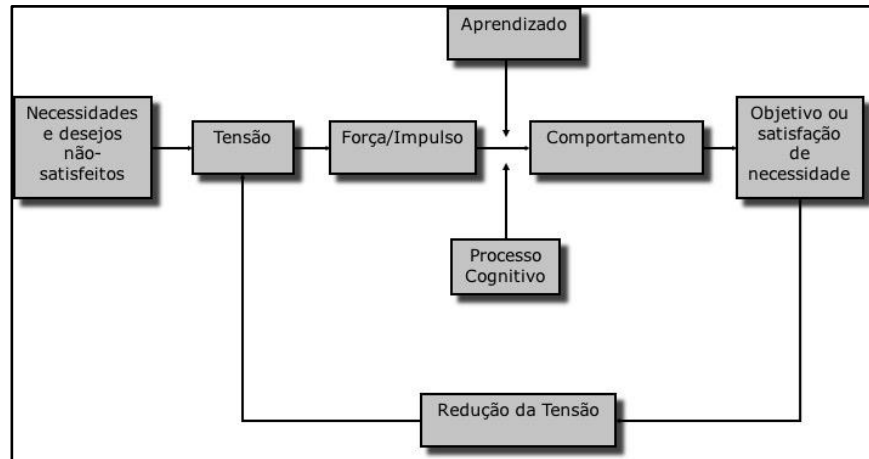 Aprendizado
Necessidades
e desejos
não-
satisfeitos
Tensão
Força/Impulso
Comportamento
Objetivo ou
satisfação
de
necessidade
Processo
Cognitivo
Redução da Tensão